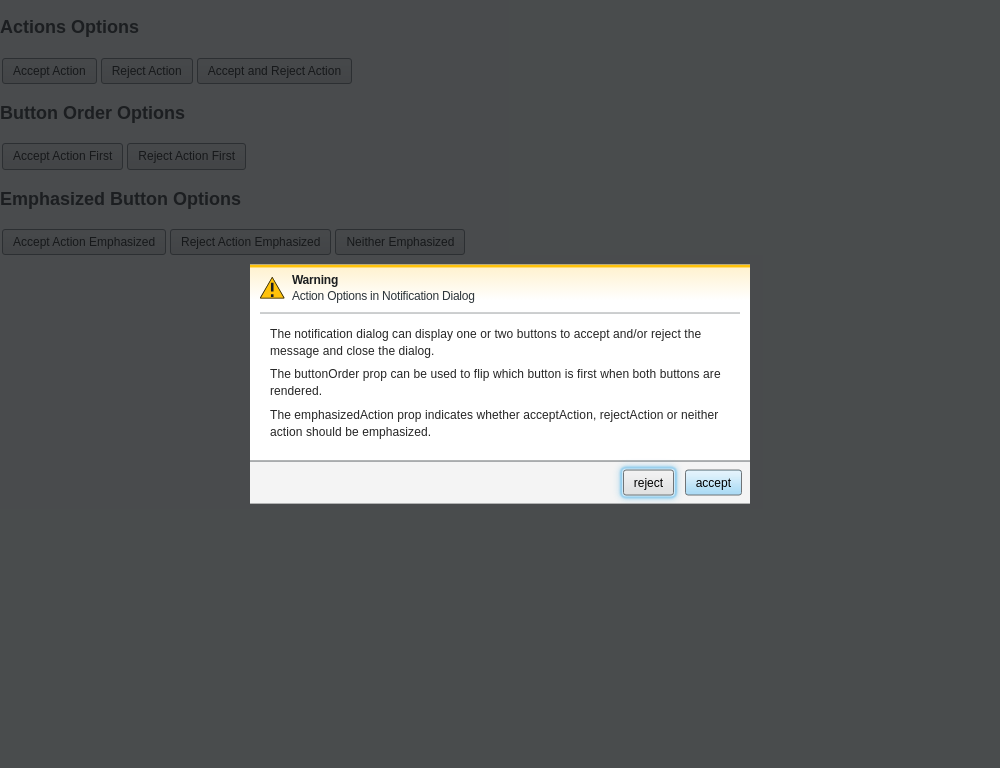 Actions Options
Accept Action Reject Action Accept and Reject Action
Button Order Options
Accept Action First Reject Action First
Emphasized Button Options
Accept Action Emphasized Reject Action Emphasized Neither Emphasized
Warning
Action Options in Notification Dialog
The notification dialog can display one or two buttons to accept and/or reject the
message and close the dialog.
The buttonOrder prop can be used to flip which button is first when both buttons are
rendered.
The emphasizedAction prop indicates whether acceptAction, rejectAction or neither
action should be emphasized.
reject accept